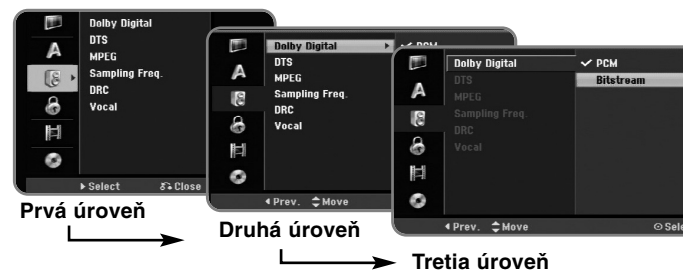 Dolby Digital
DTS
MPEG
Sampling Freq.
DRC
Vocal
Select Close
Prvá úroveň
Dolby Digital PCM
DTS
MPEG
Sampling Freq.
DRC
Vocal
Prev. Move
Druhá úroveň
Dolby Digital PCM
DTS Bitstream
MPEG
Sampling Freq.
DRC
Vocal
Prev. Move
Tretia úroveň